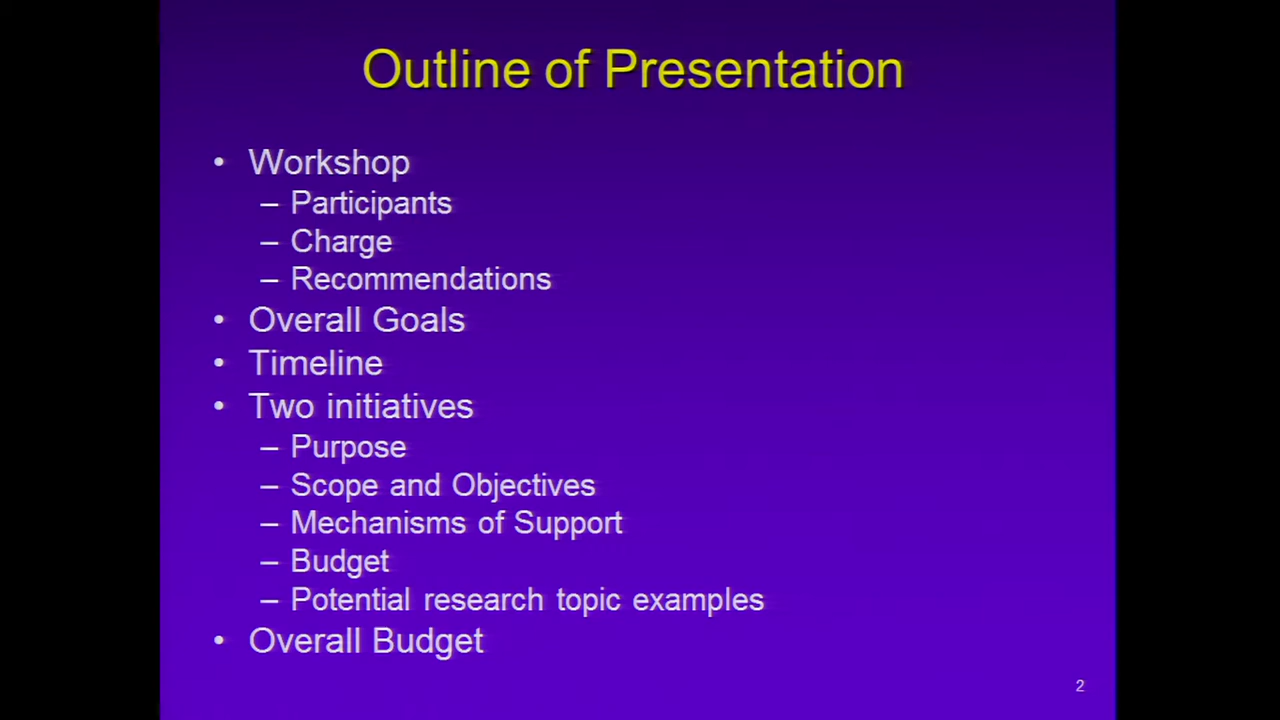 Outline of Presentation
• Workshop
– Participants
– Charge
– Recommendations
• Overall Goals
• Timeline
• Two initiatives
– Purpose
– Scope and Objectives
– Mechanisms of Support
– Budget
– Potential research topic examples
• Overall Budget
2